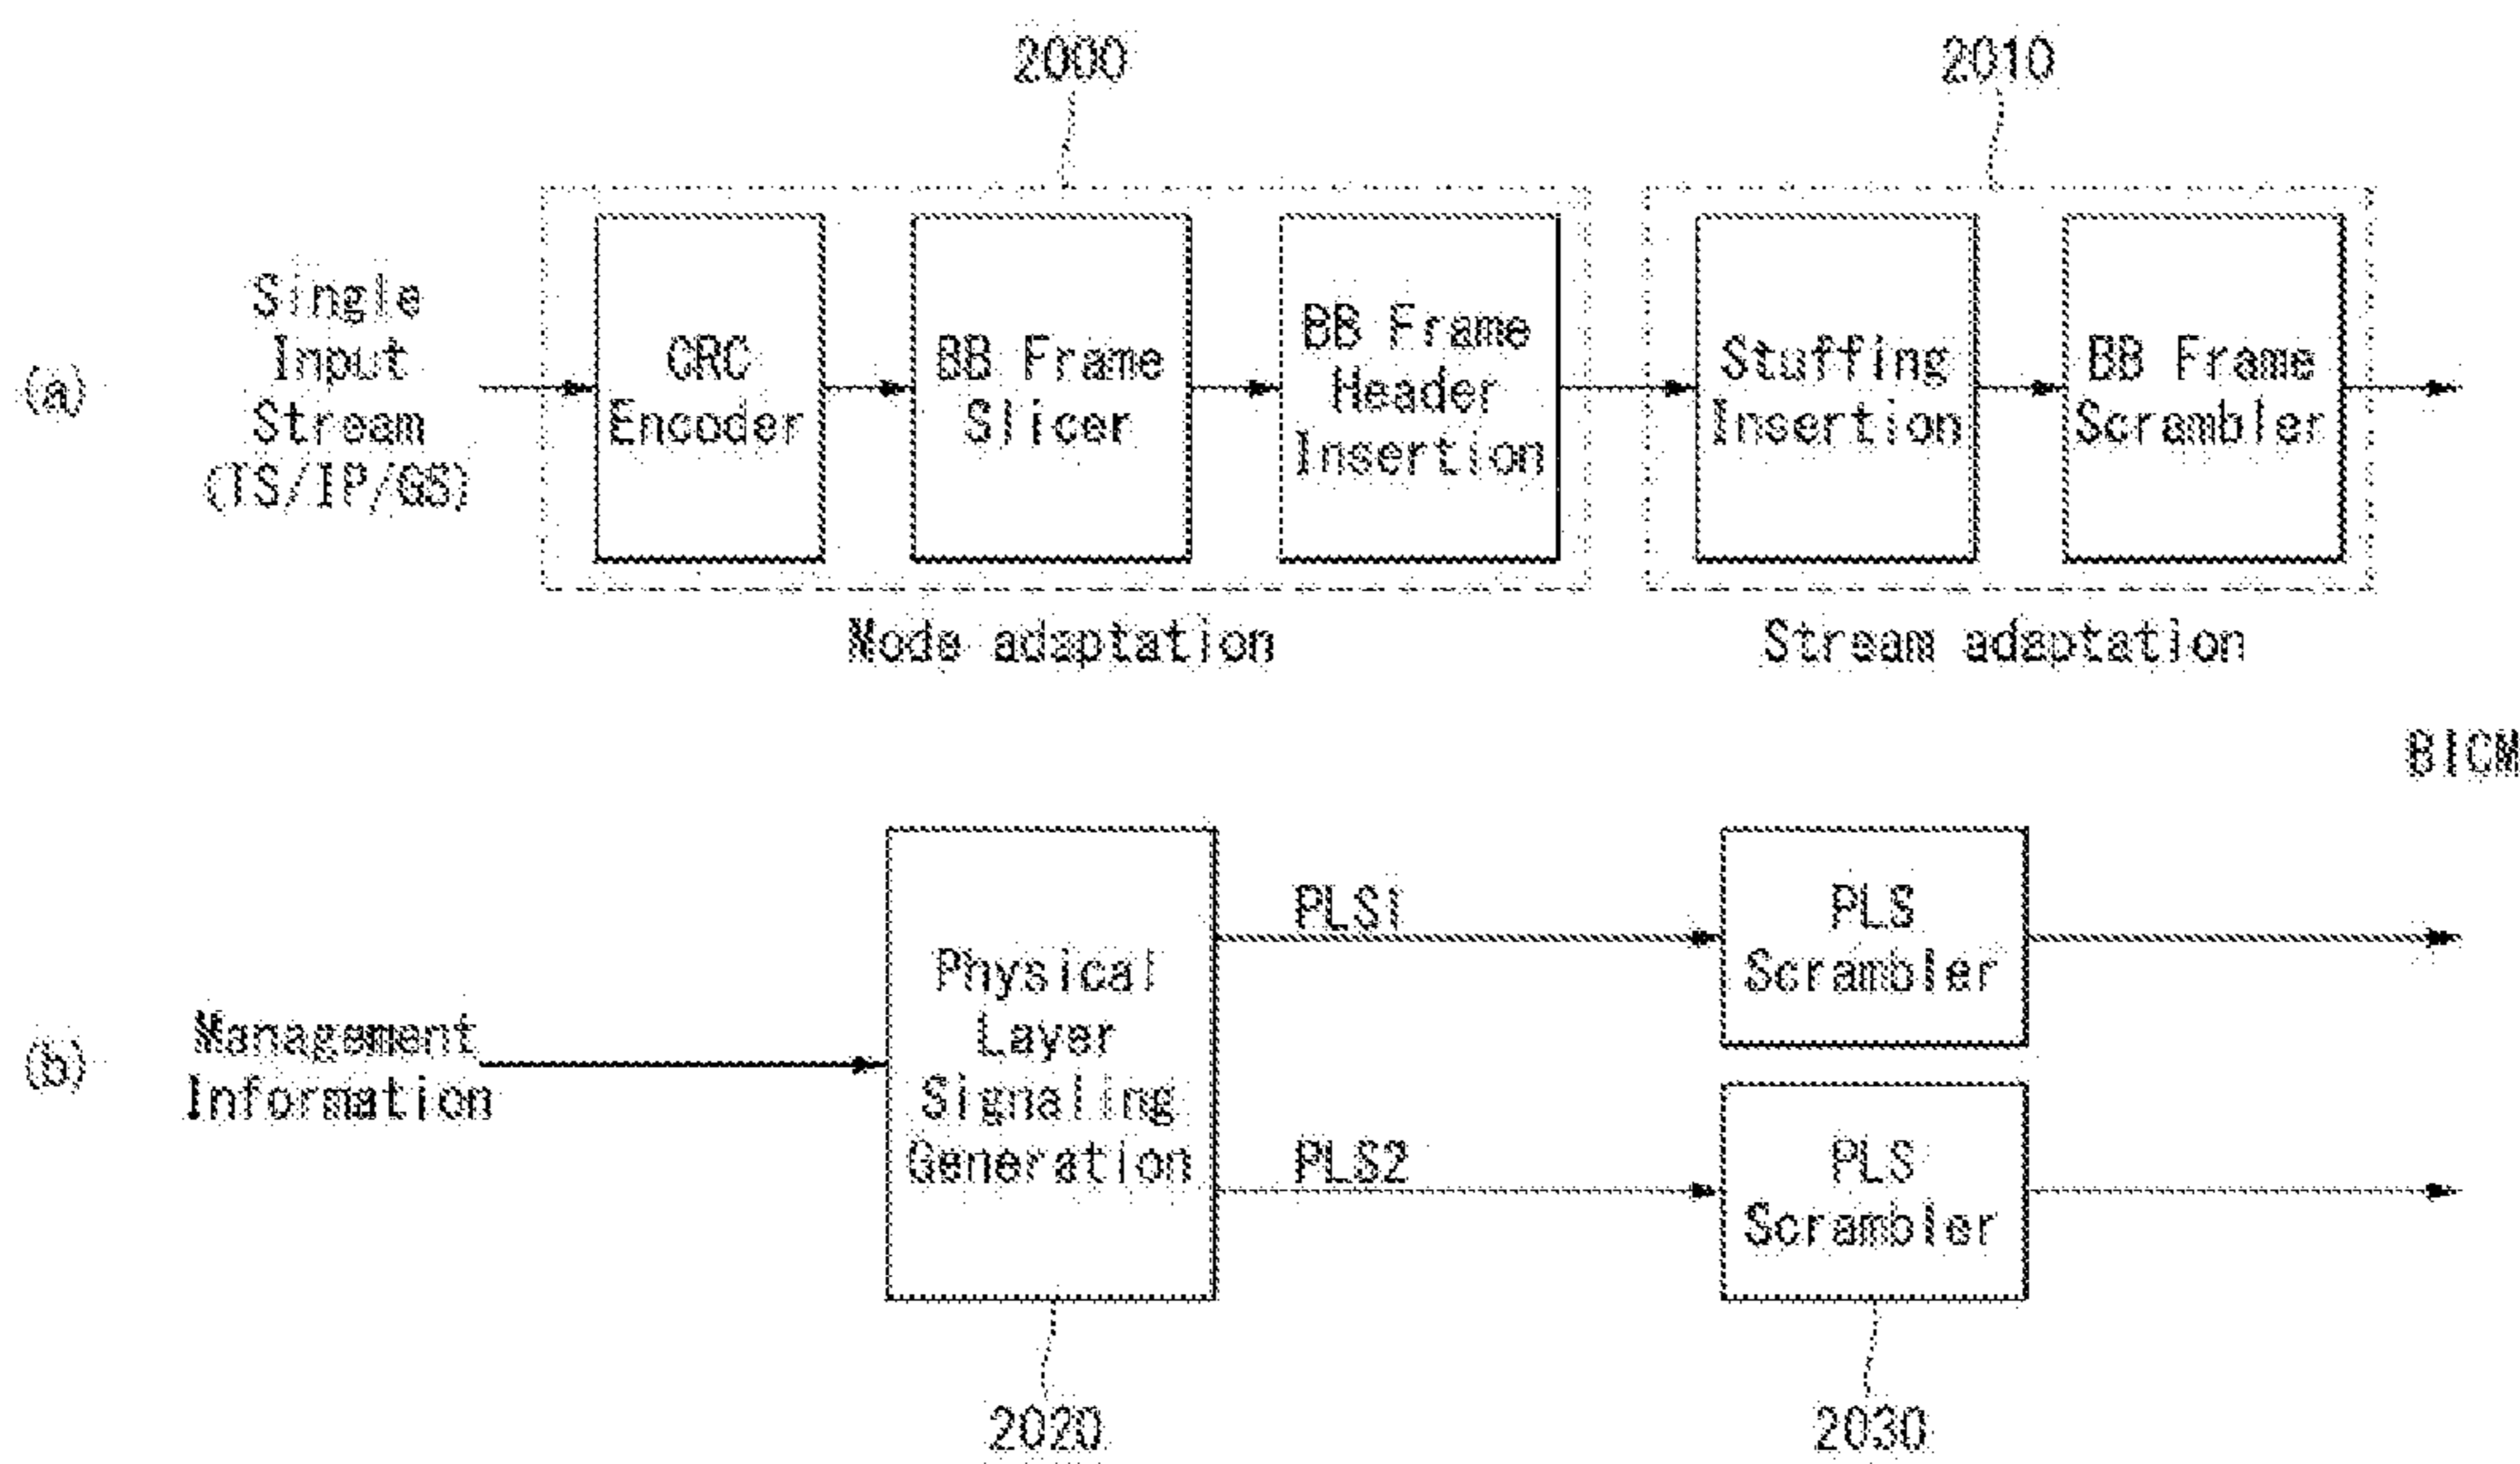 2000
2010
(a)
Single
Input
Stream
(TS/IP/GS)
CRC
Encoder
BB Frame
Slicer
BB Frame
Header
Insertion
Stuffing
Insertion
BB Frame
Scrambler
Mode adaptation
Stream adaptation
BICM
(b)
Management
Information
Physical
Layer
Signaling
Generation
PLS1
PLS2
PLS
Scrambler
PLS
Scrambler
2020
2030